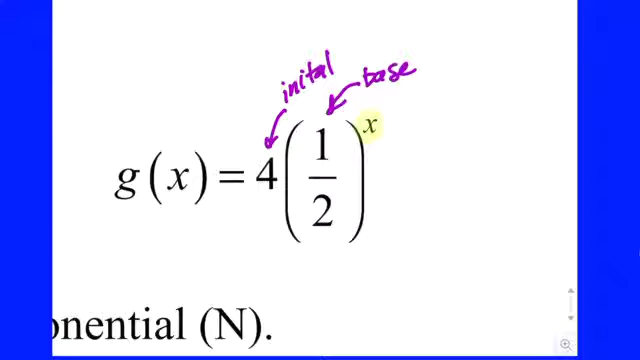 inital
base
g(x) = 4(1/2)^x
onential (N).